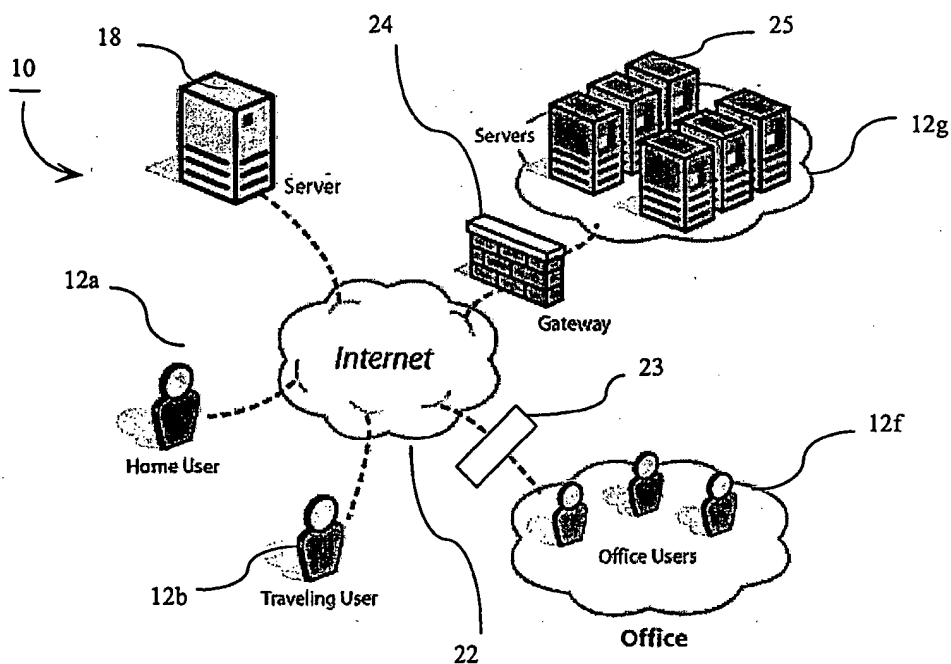 24
25
18
10
12g
Servers
Server
12a
Gateway
Internet
23
12f
Home User
Office Users
12b
Traveling User
Office
22